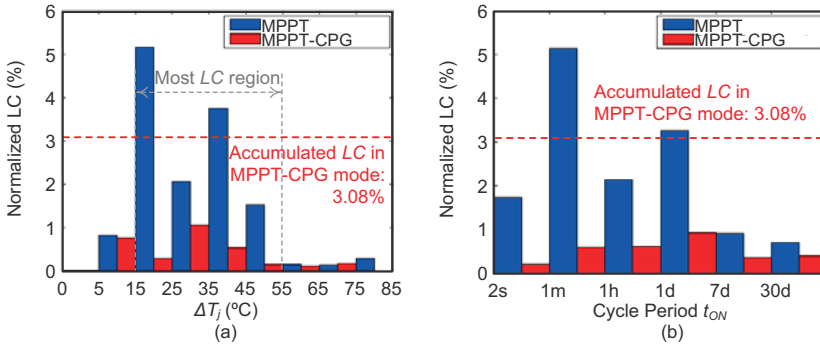 MPPT
MPPT-CPG
Normalized LC (%)
6
5
4
3
2
1
0
Most LC region
Accumulated LC in
MPPT-CPG mode:
3.08%
0 5 15 25 35 45 55 65 75 85
ΔTj (ºC)
(a)
MPPT
MPPT-CPG
Normalized LC (%)
6
5
4
3
2
1
0
Accumulated LC in
MPPT-CPG mode: 3.08%
2s 1m 1h 1d 7d 30d
Cycle Period tON
(b)